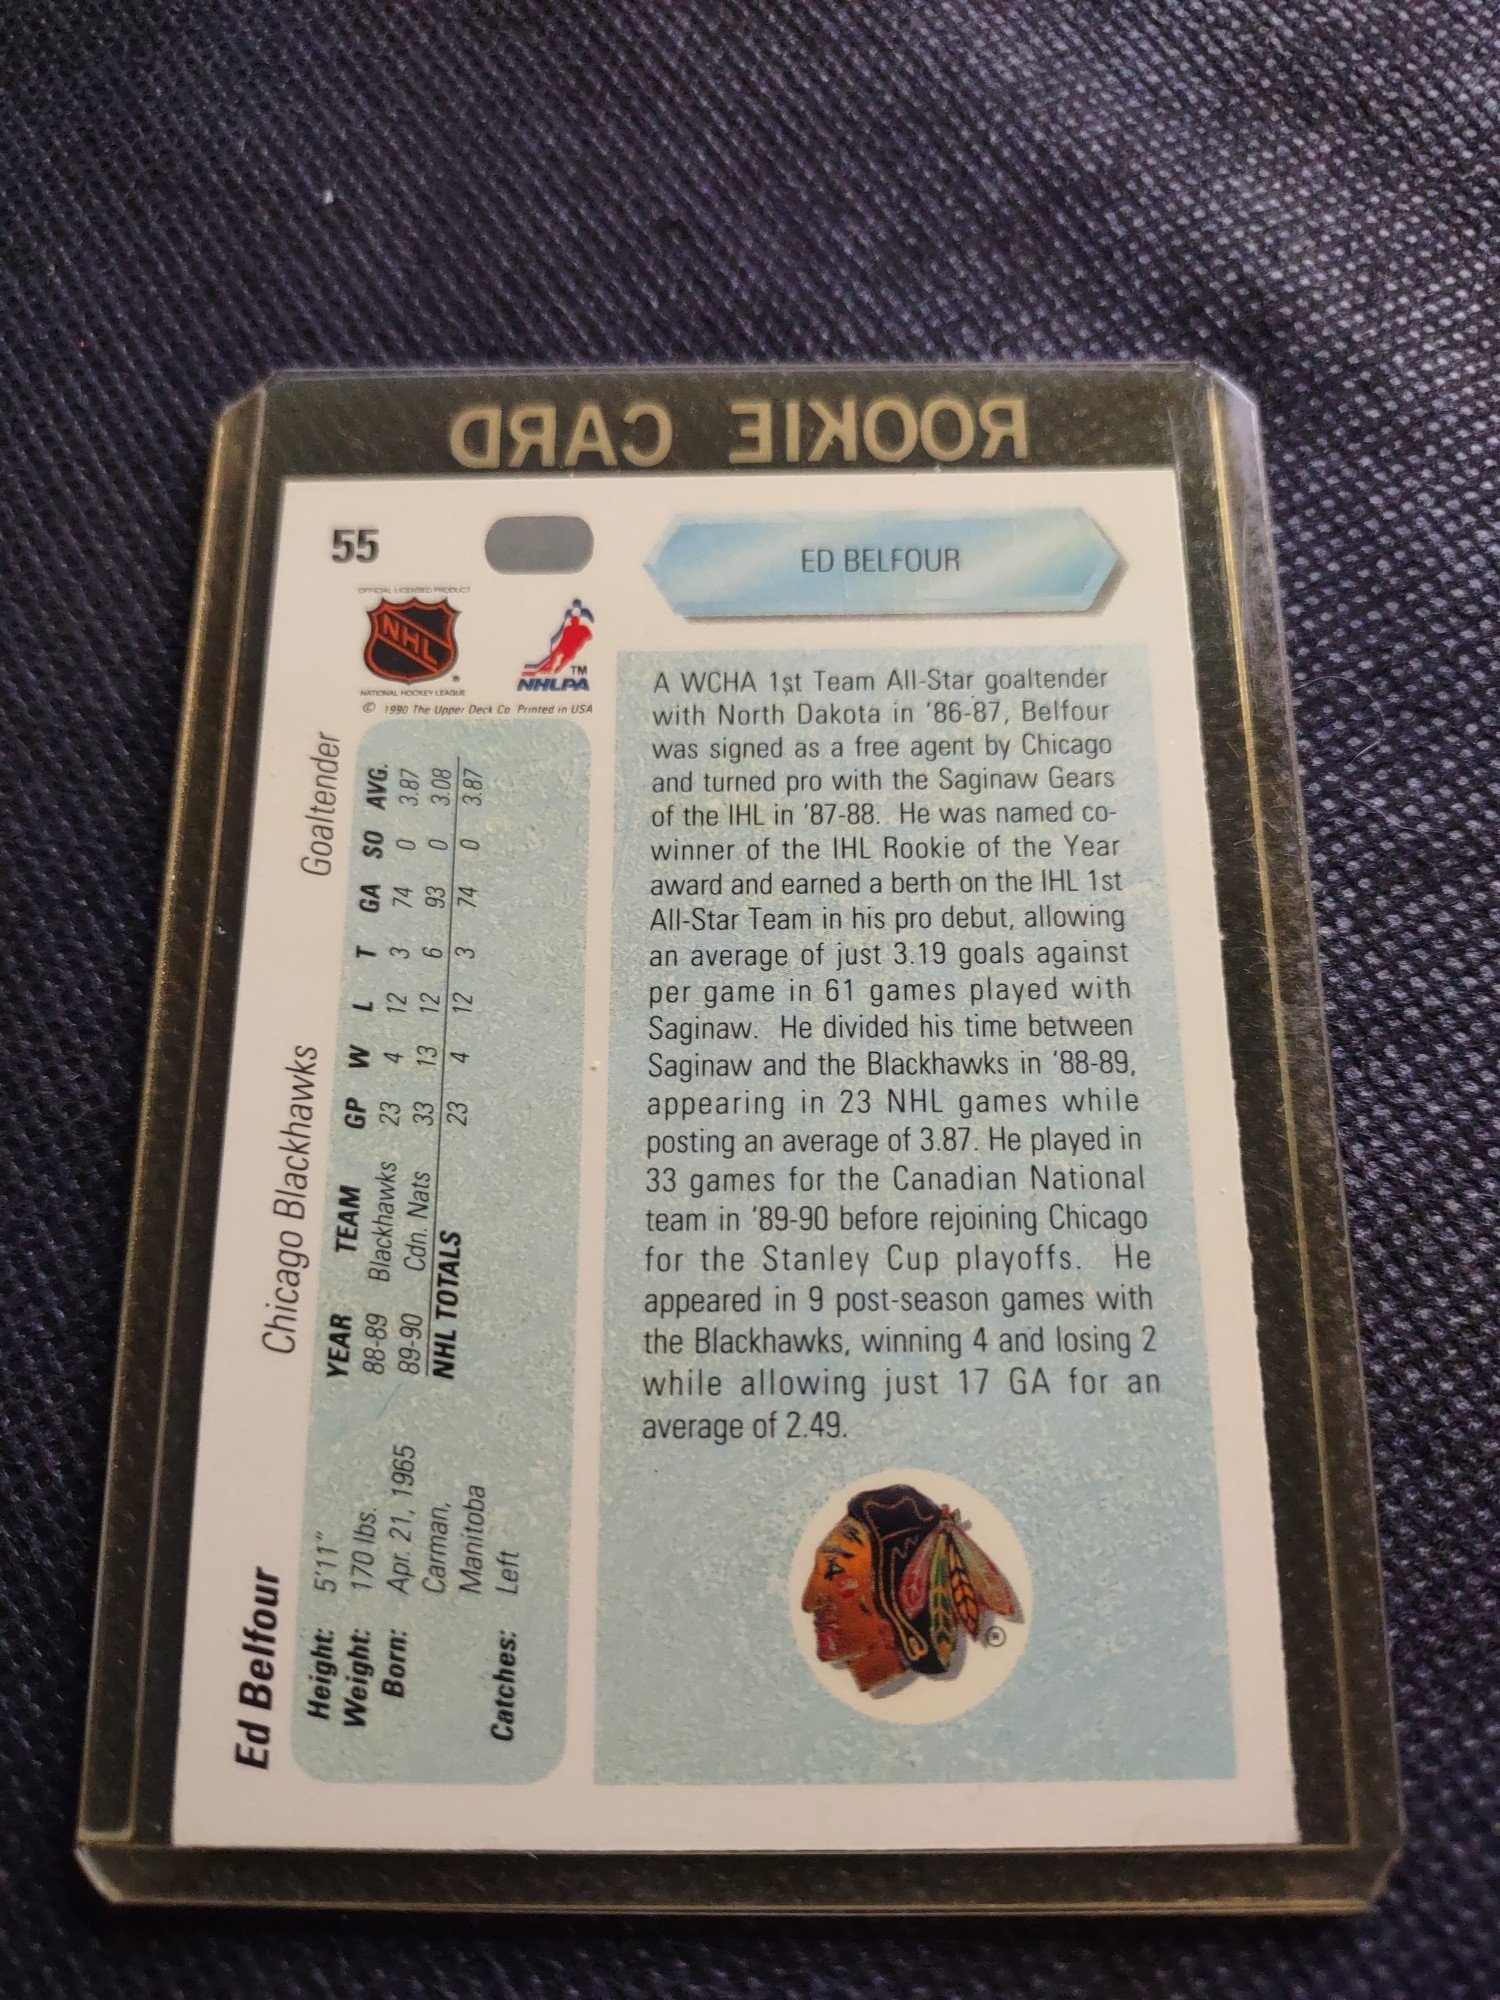 ROOKIE CARD
55
ED BELFOUR
OFFICIAL LICENSED PRODUCT
NHL
®
NATIONAL HOCKEY LEAGUE
TM
NHLPA
© 1990 The Upper Deck Co. Printed in USA
A WCHA 1st Team All-Star goaltender
with North Dakota in '86-87, Belfour
was signed as a free agent by Chicago
and turned pro with the Saginaw Gears
of the IHL in '87-88. He was named co-
winner of the IHL Rookie of the Year
award and earned a berth on the IHL 1st
All-Star Team in his pro debut, allowing
an average of just 3.19 goals against
per game in 61 games played with
Saginaw. He divided his time between
Saginaw and the Blackhawks in '88-89,
appearing in 23 NHL games while
posting an average of 3.87. He played in
33 games for the Canadian National
team in '89-90 before rejoining Chicago
for the Stanley Cup playoffs. He
appeared in 9 post-season games with
the Blackhawks, winning 4 and losing 2
while allowing just 17 GA for an
average of 2.49.
®
Ed Belfour Chicago Blackhawks Goaltender
Height: 5'11"
Weight: 170 lbs.
Born: Apr. 21, 1965
Carman,
Manitoba
Catches: Left
YEAR TEAM GP W L T GA SO AVG.
88-89 Blackhawks 23 4 12 3 74 0 3.87
89-90 Cdn. Nats 33 13 12 6 93 0 3.08
NHL TOTALS 23 4 12 3 74 0 3.87